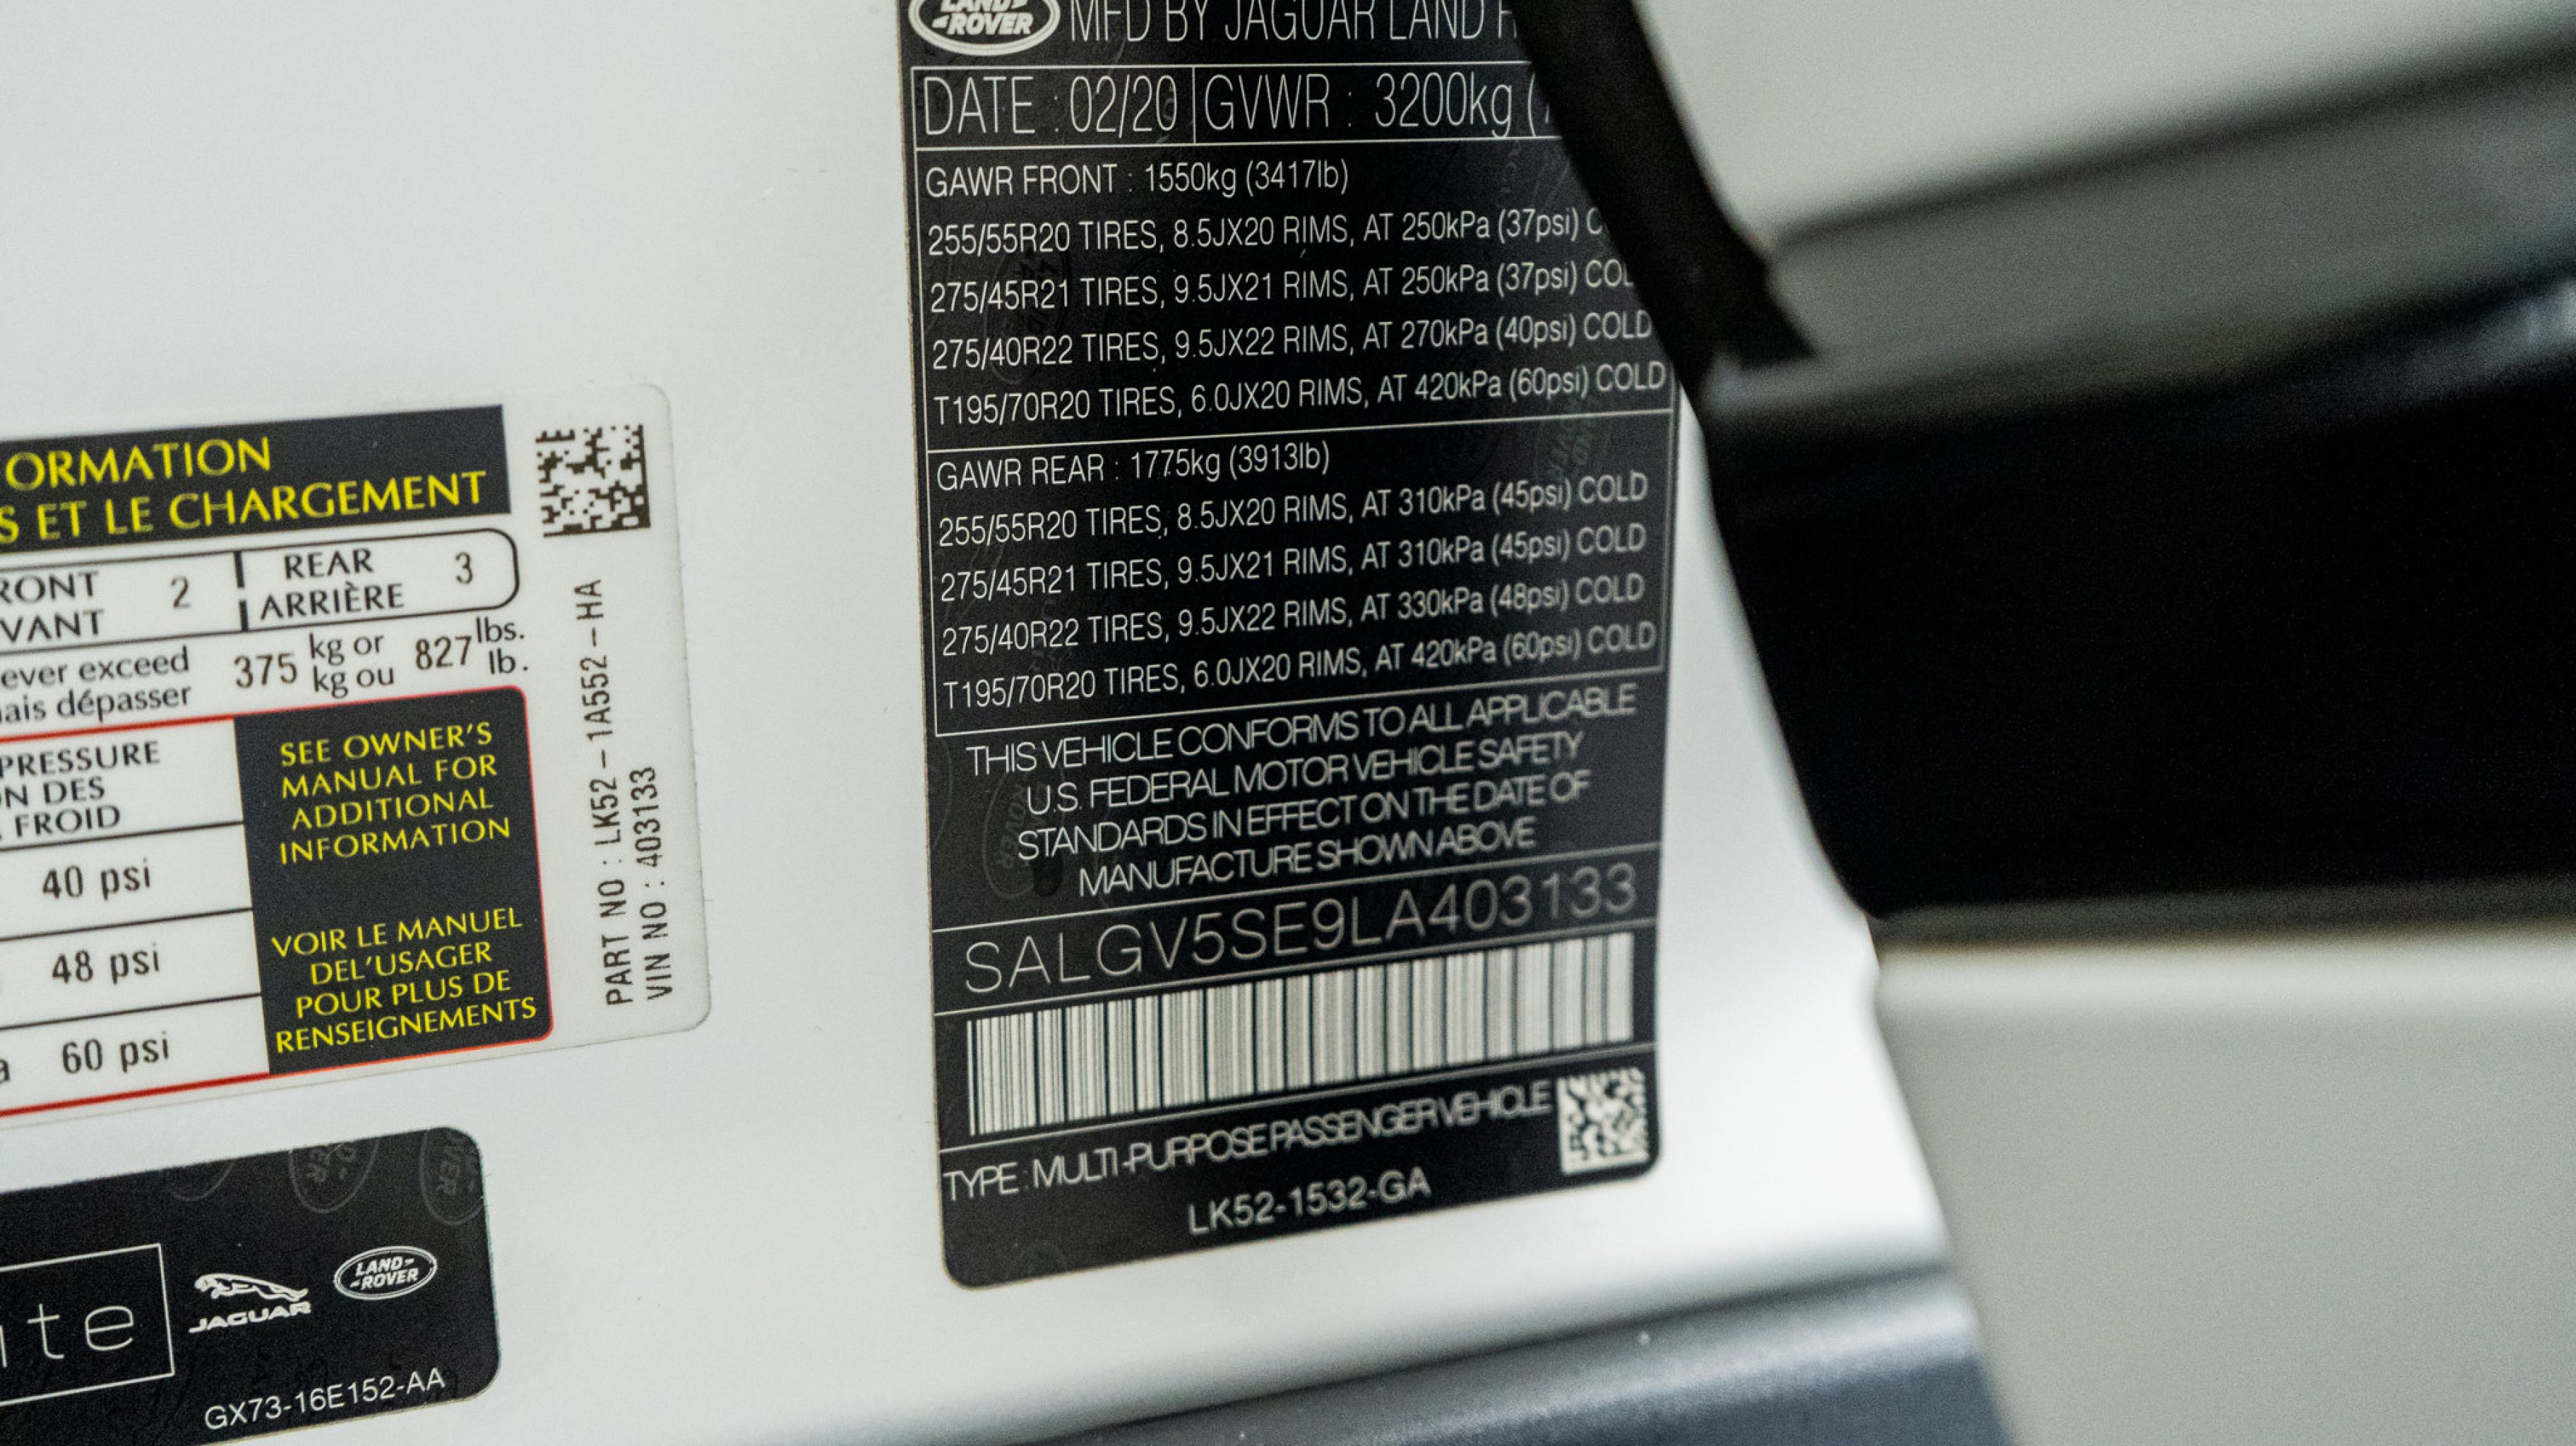 ORMATION
S ET LE CHARGEMENT
RONT 2 REAR 3
VANT ARRIÈRE
ever exceed 375 kg or 827 lbs.
ais dépasser kg ou lb.
PRESSURE
N DES
FROID
40 psi
48 psi
60 psi
SEE OWNER'S
MANUAL FOR
ADDITIONAL
INFORMATION
VOIR LE MANUEL
DEL'USAGER
POUR PLUS DE
RENSEIGNEMENTS
PART NO : LK52-1A552-HA
VIN NO : 403133
te
JAGUAR
LAND-
-ROVER
GX73-16E152-AA
LAND-
-ROVER
MFD BY JAGUAR LAND
DATE : 02/20 GVWR : 3200kg (
GAWR FRONT : 1550kg (3417lb)
255/55R20 TIRES, 8.5JX20 RIMS, AT 250kPa (37psi) C
275/45R21 TIRES, 9.5JX21 RIMS, AT 250kPa (37psi) COL
275/40R22 TIRES, 9.5JX22 RIMS, AT 270kPa (40psi) COLD
T195/70R20 TIRES, 6.0JX20 RIMS, AT 420kPa (60psi) COLD
GAWR REAR : 1775kg (3913lb)
255/55R20 TIRES, 8.5JX20 RIMS, AT 310kPa (45psi) COLD
275/45R21 TIRES, 9.5JX21 RIMS, AT 310kPa (45psi) COLD
275/40R22 TIRES, 9.5JX22 RIMS, AT 330kPa (48psi) COLD
T195/70R20 TIRES, 6.0JX20 RIMS, AT 420kPa (60psi) COLD
THIS VEHICLE CONFORMS TO ALL APPLICABLE
U.S. FEDERAL MOTOR VEHICLE SAFETY
STANDARDS IN EFFECT ON THE DATE OF
MANUFACTURE SHOWN ABOVE
SALGV5SE9LA403133
TYPE : MULTI-PURPOSE PASSENGER VEHICLE
LK52-1532-GA